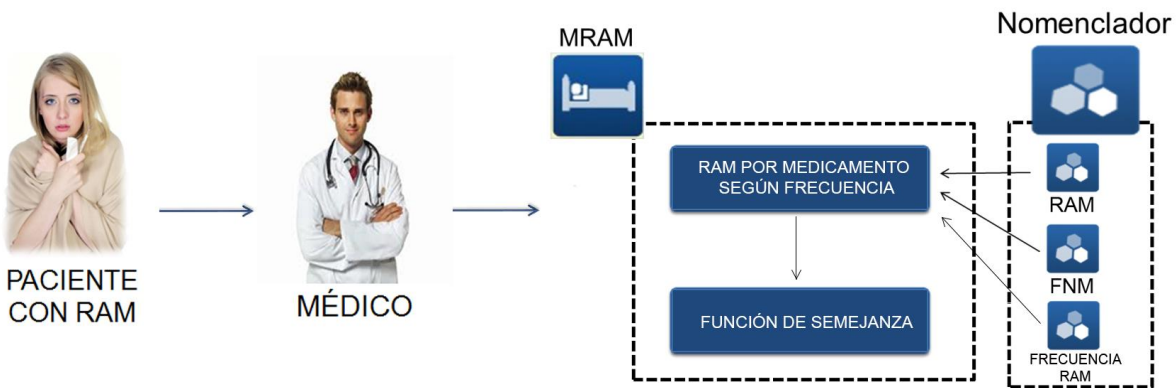 PACIENTE
CON RAM
MÉDICO
MRAM
RAM POR MEDICAMENTO
SEGÚN FRECUENCIA
FUNCIÓN DE SEMEJANZA
Nomenclador
RAM
FNM
FRECUENCIA
RAM